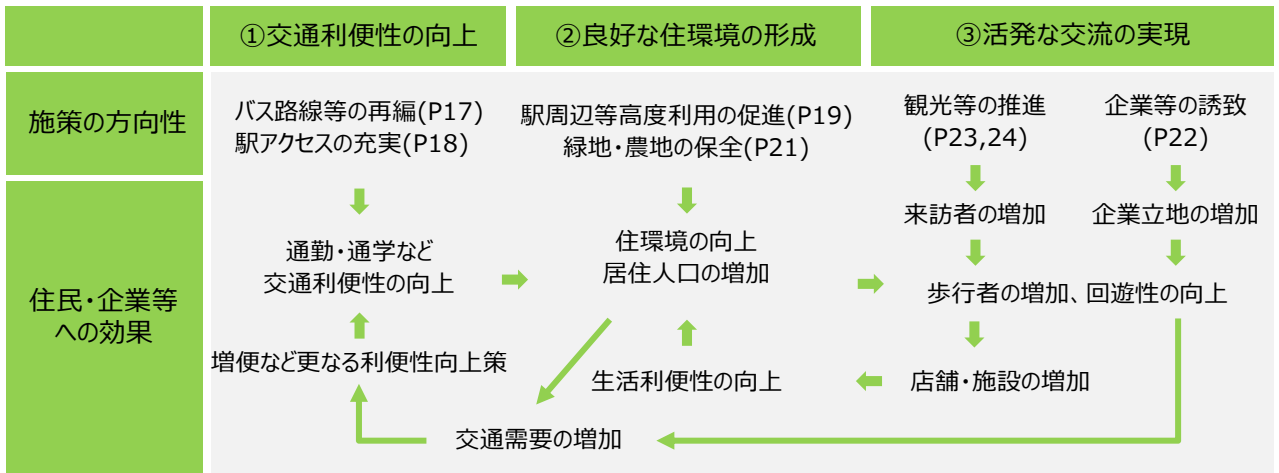 ①交通利便性の向上
②良好な住環境の形成
③活発な交流の実現
施策の方向性
バス路線等の再編(P17)
駅アクセスの充実(P18)
駅周辺等高度利用の促進(P19)
緑地・農地の保全(P21)
観光等の推進
(P23,24)
企業等の誘致
(P22)
住民・企業等
への効果
来訪者の増加
企業立地の増加
通勤・通学など
交通利便性の向上
住環境の向上
居住人口の増加
歩行者の増加、回遊性の向上
増便など更なる利便性向上策
生活利便性の向上
店舗・施設の増加
交通需要の増加